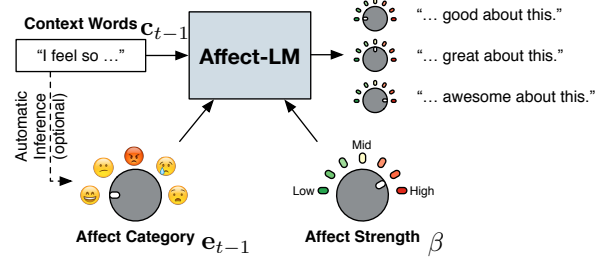 Context Words c_{t−1}
"I feel so …"
Affect-LM
"… good about this."
"… great about this."
"… awesome about this."
Automatic
Inference
(optional)
Mid
Low
High
Affect Category e_{t−1}
Affect Strength β